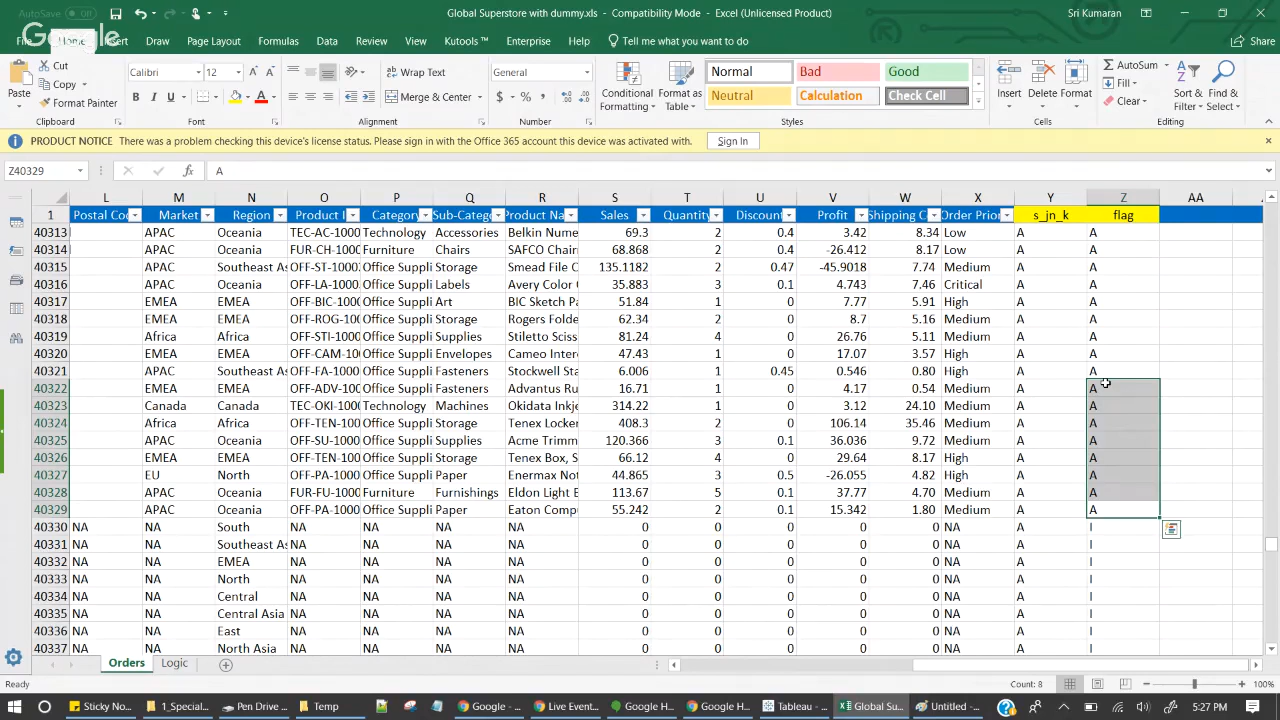 AutoSave Off Global Superstore with dummy.xls - Compatibility Mode - Excel (Unlicensed Product) Sri Kumaran
Google
File Home Insert Draw Page Layout Formulas Data Review View Kutools ™ Enterprise Help Tell me what you want to do Share
Paste Cut Copy Format Painter Clipboard
Calibri 12 B I U A Font
Wrap Text Merge & Center Alignment
General $ % , Number
Conditional Formatting Format as Table
Normal Bad Good
Neutral Calculation Check Cell
Styles
Insert Delete Format Cells
AutoSum Fill Clear Sort & Filter Find & Select Editing
PRODUCT NOTICE There was a problem checking this device's license status. Please sign in with the Office 365 account this device was activated with. Sign In
Z40329 fx A
L M N O P Q R S T U V W X Y Z AA
1 Postal Co Market Region Product I Category Sub-Catego Product Na Sales Quantity Discount Profit Shipping C Order Prior s_jn_k flag
40313 APAC Oceania TEC-AC-1000 Technology Accessories Belkin Nume 69.3 2 0.4 3.42 8.34 Low A A
40314 APAC Oceania FUR-CH-1000 Furniture Chairs SAFCO Chair 68.868 2 0.4 -26.412 8.17 Low A A
40315 APAC Southeast As OFF-ST-1000 Office Suppli Storage Smead File C 135.1182 2 0.47 -45.9018 7.74 Medium A A
40316 APAC Oceania OFF-LA-1000 Office Suppli Labels Avery Color C 35.883 3 0.1 4.743 7.46 Critical A A
40317 EMEA EMEA OFF-BIC-1000 Office Suppli Art BIC Sketch Pa 51.84 1 0 7.77 5.91 High A A
40318 EMEA EMEA OFF-ROG-100 Office Suppli Storage Rogers Folde 62.34 2 0 8.7 5.16 Medium A A
40319 Africa Africa OFF-STI-1000 Office Suppli Supplies Stiletto Sciss 81.24 4 0 26.76 5.11 Medium A A
40320 EMEA EMEA OFF-CAM-100 Office Suppli Envelopes Cameo Inter 47.43 1 0 17.07 3.57 High A A
40321 APAC Southeast As OFF-FA-1000 Office Suppli Fasteners Stockwell Sta 6.006 1 0.45 0.546 0.80 High A A
40322 EMEA EMEA OFF-ADV-100 Office Suppli Fasteners Advantus Ru 16.71 1 0 4.17 0.54 Medium A A
40323 Canada Canada TEC-OKI-1000 Technology Machines Okidata Inkje 314.22 1 0 3.12 24.10 Medium A A
40324 Africa Africa OFF-TEN-100 Office Suppli Storage Tenex Locker 408.3 2 0 106.14 35.46 Medium A A
40325 APAC Oceania OFF-SU-1000 Office Suppli Supplies Acme Trimm 120.366 3 0.1 36.036 9.72 Medium A A
40326 EMEA EMEA OFF-TEN-100 Office Suppli Storage Tenex Box, S 66.12 4 0 29.64 8.17 High A A
40327 EU North OFF-PA-1000 Office Suppli Paper Enermax Not 44.865 3 0.5 -26.055 4.82 High A A
40328 APAC Oceania FUR-FU-1000 Furniture Furnishings Eldon Light B 113.67 5 0.1 37.77 4.70 Medium A A
40329 APAC Oceania OFF-PA-1000 Office Suppli Paper Eaton Comp 55.242 2 0.1 15.342 1.80 Medium A A
40330 NA NA South NA NA NA NA 0 0 0 0 0 NA A I
40331 NA NA Southeast As NA NA NA NA 0 0 0 0 0 NA A I
40332 NA NA EMEA NA NA NA NA 0 0 0 0 0 NA A I
40333 NA NA North NA NA NA NA 0 0 0 0 0 NA A I
40334 NA NA Central NA NA NA NA 0 0 0 0 0 NA A I
40335 NA NA Central Asia NA NA NA NA 0 0 0 0 0 NA A I
40336 NA NA East NA NA NA NA 0 0 0 0 0 NA A I
40337 NA NA North Asia NA NA NA NA 0 0 0 0 0 NA A I
Orders Logic
Ready Count: 8 100%
Sticky No... 1_Special... Pen Drive ... Temp Google - ... Live Event... Google H... Google H... Tableau - ... Global Su... Untitled - ... 5:27 PM